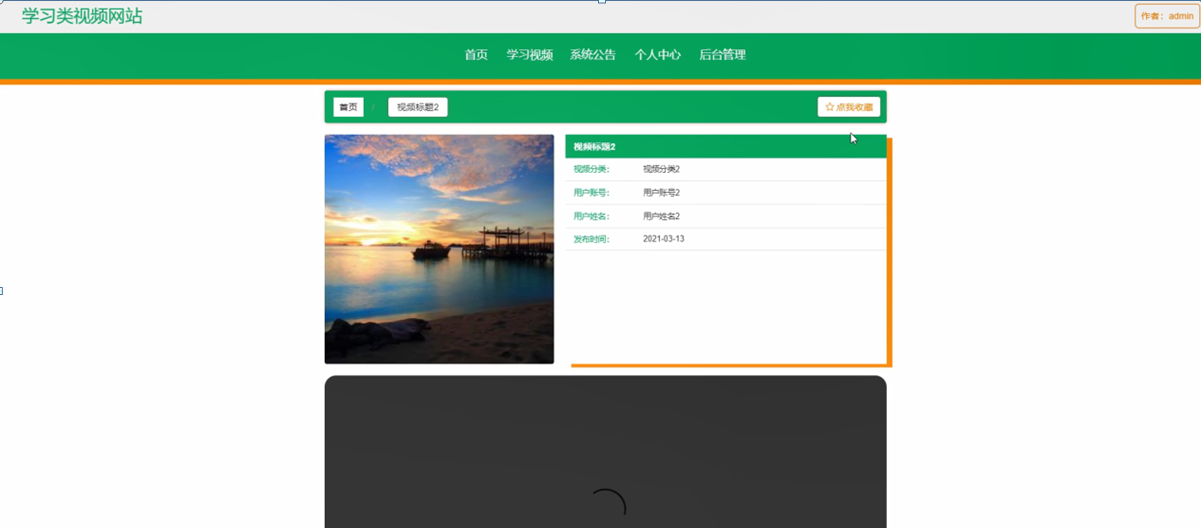 学习类视频网站
作者：admin
首页 学习视频 系统公告 个人中心 后台管理
首页 / 视频标题2
☆ 点我收藏
视频标题2
视频分类： 视频分类2
用户账号： 用户账号2
用户姓名： 用户姓名2
发布时间： 2021-03-13